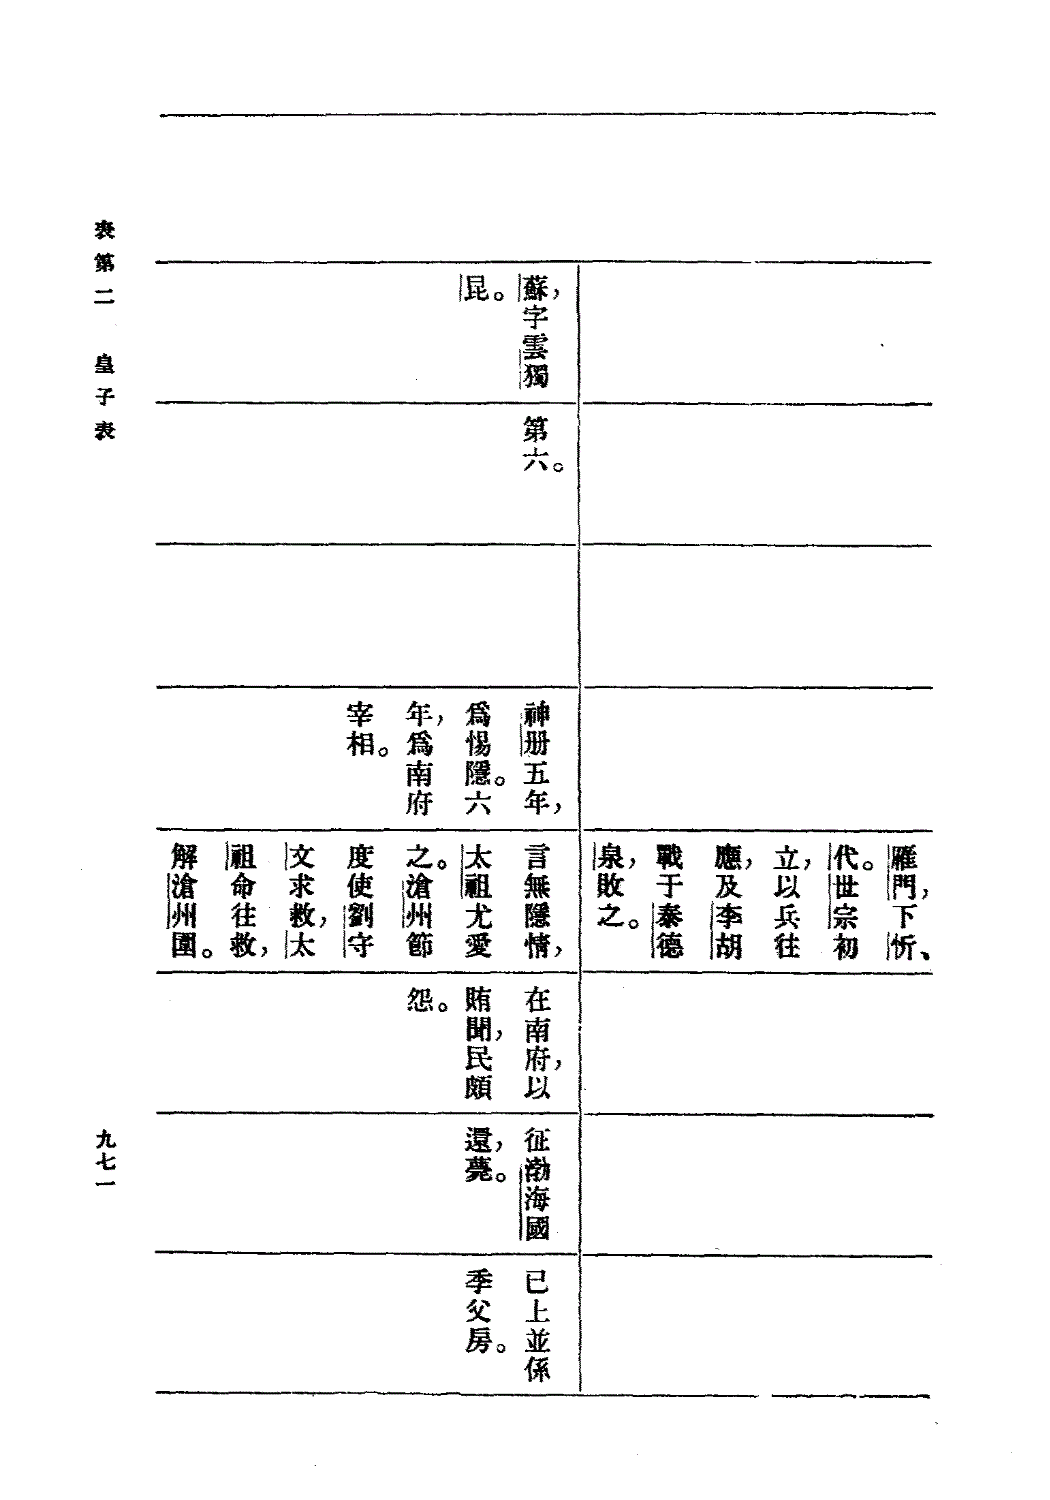 雁門，下忻、
代。世宗初
立，以兵往
應，及李胡
戰于泰德
泉，敗之。
蘇，字雲獨
昆。
第六。
神册五年，
爲惕隱。六
年，爲南府
宰相。
言無隱情，
太祖尤愛
之。滄州節
度使劉守
文求救，太
祖命往救，
解滄州圍。
在南府，以
賄聞，民頗
怨。
征渤海國
還，薨。
已上並係
季父房。
表第二　皇子表
九七一